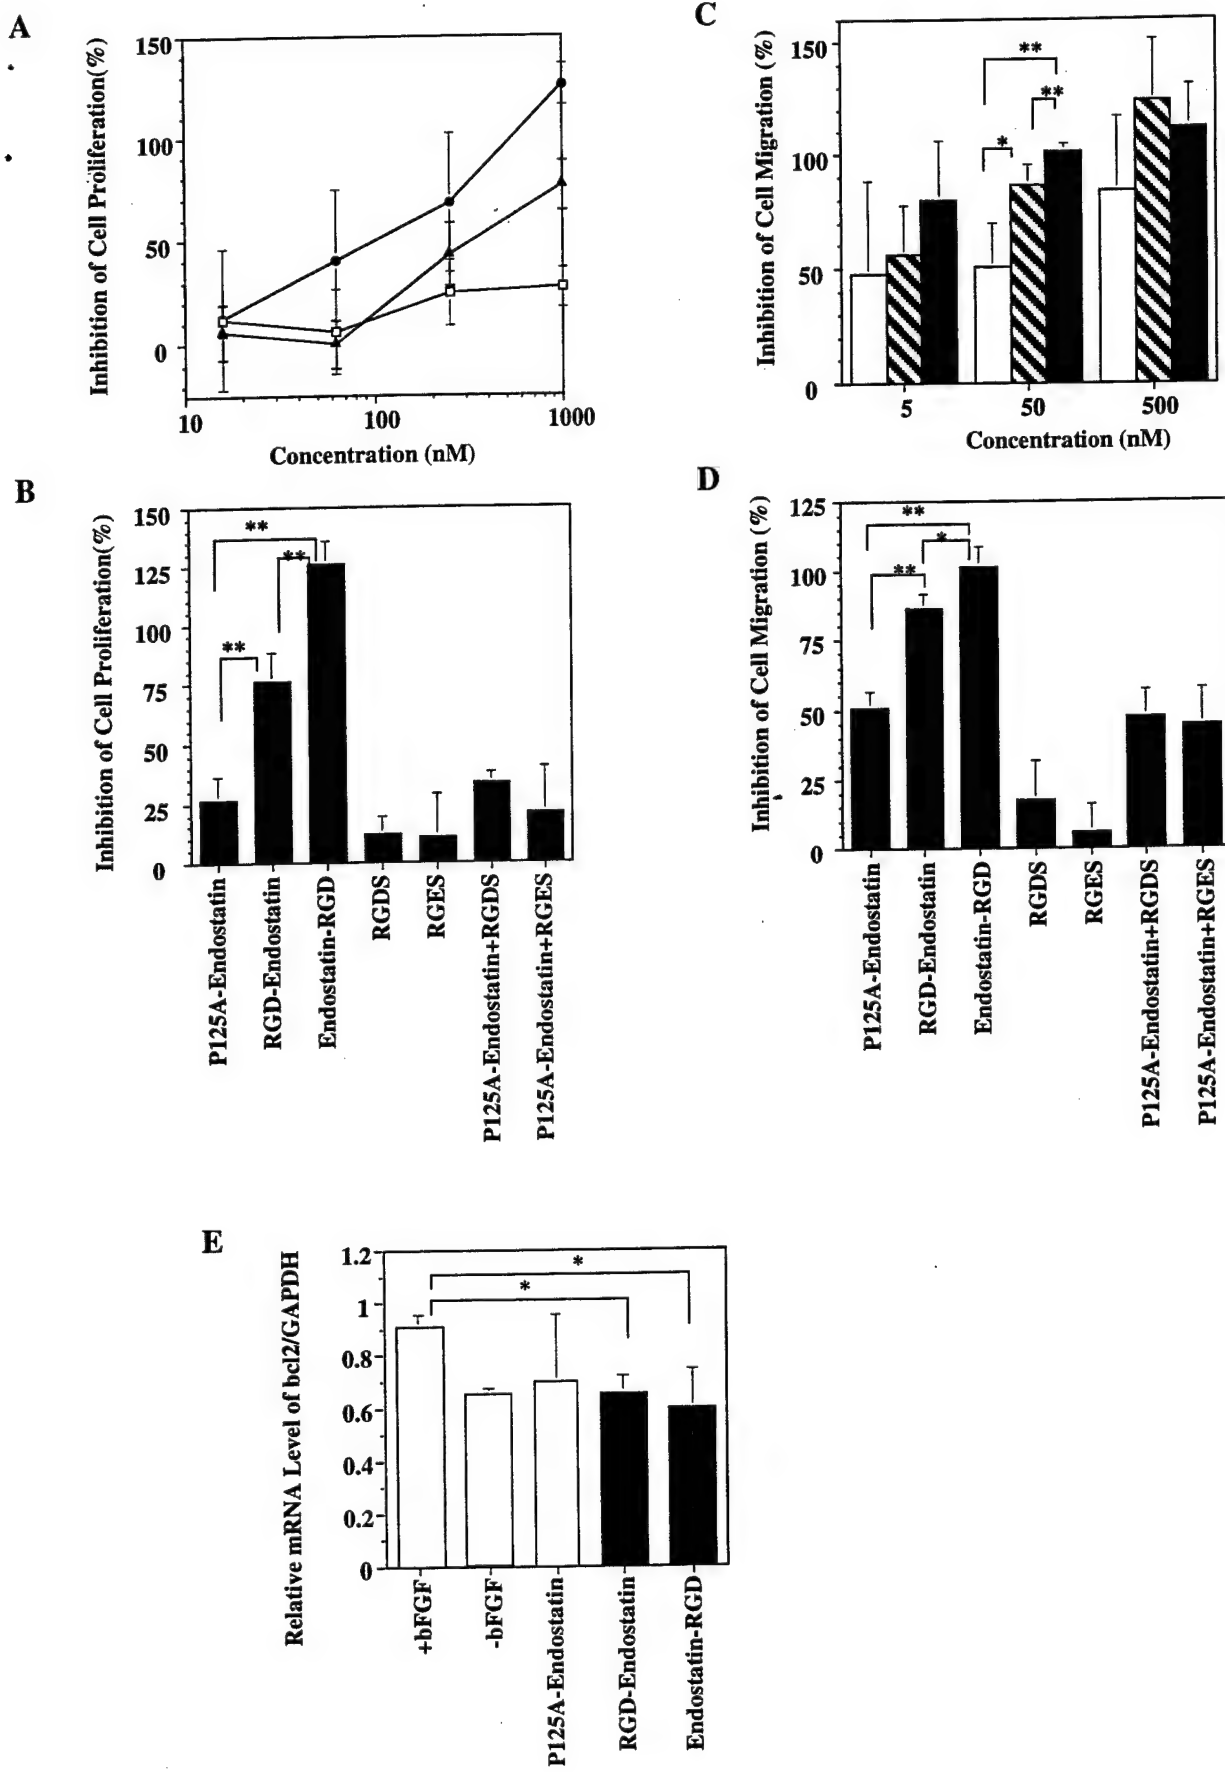 A
Inhibition of Cell Proliferation(%)
150
100
50
0
10
100
1000
Concentration (nM)
C
Inhibition of Cell Migration (%)
150
100
50
0
**
**
*
5
50
500
Concentration (nM)
B
Inhibition of Cell Proliferation(%)
150
125
100
75
50
25
0
**
**
**
P125A-Endostatin
RGD-Endostatin
Endostatin-RGD
RGDS
RGES
P125A-Endostatin+RGDS
P125A-Endostatin+RGES
D
Inhibition of Cell Migration (%)
125
100
75
50
25
0
**
*
**
P125A-Endostatin
RGD-Endostatin
Endostatin-RGD
RGDS
RGES
P125A-Endostatin+RGDS
P125A-Endostatin+RGES
E
Relative mRNA Level of bcl2/GAPDH
1.2
1
0.8
0.6
0.4
0.2
0
*
*
+bFGF
-bFGF
P125A-Endostatin
RGD-Endostatin
Endostatin-RGD